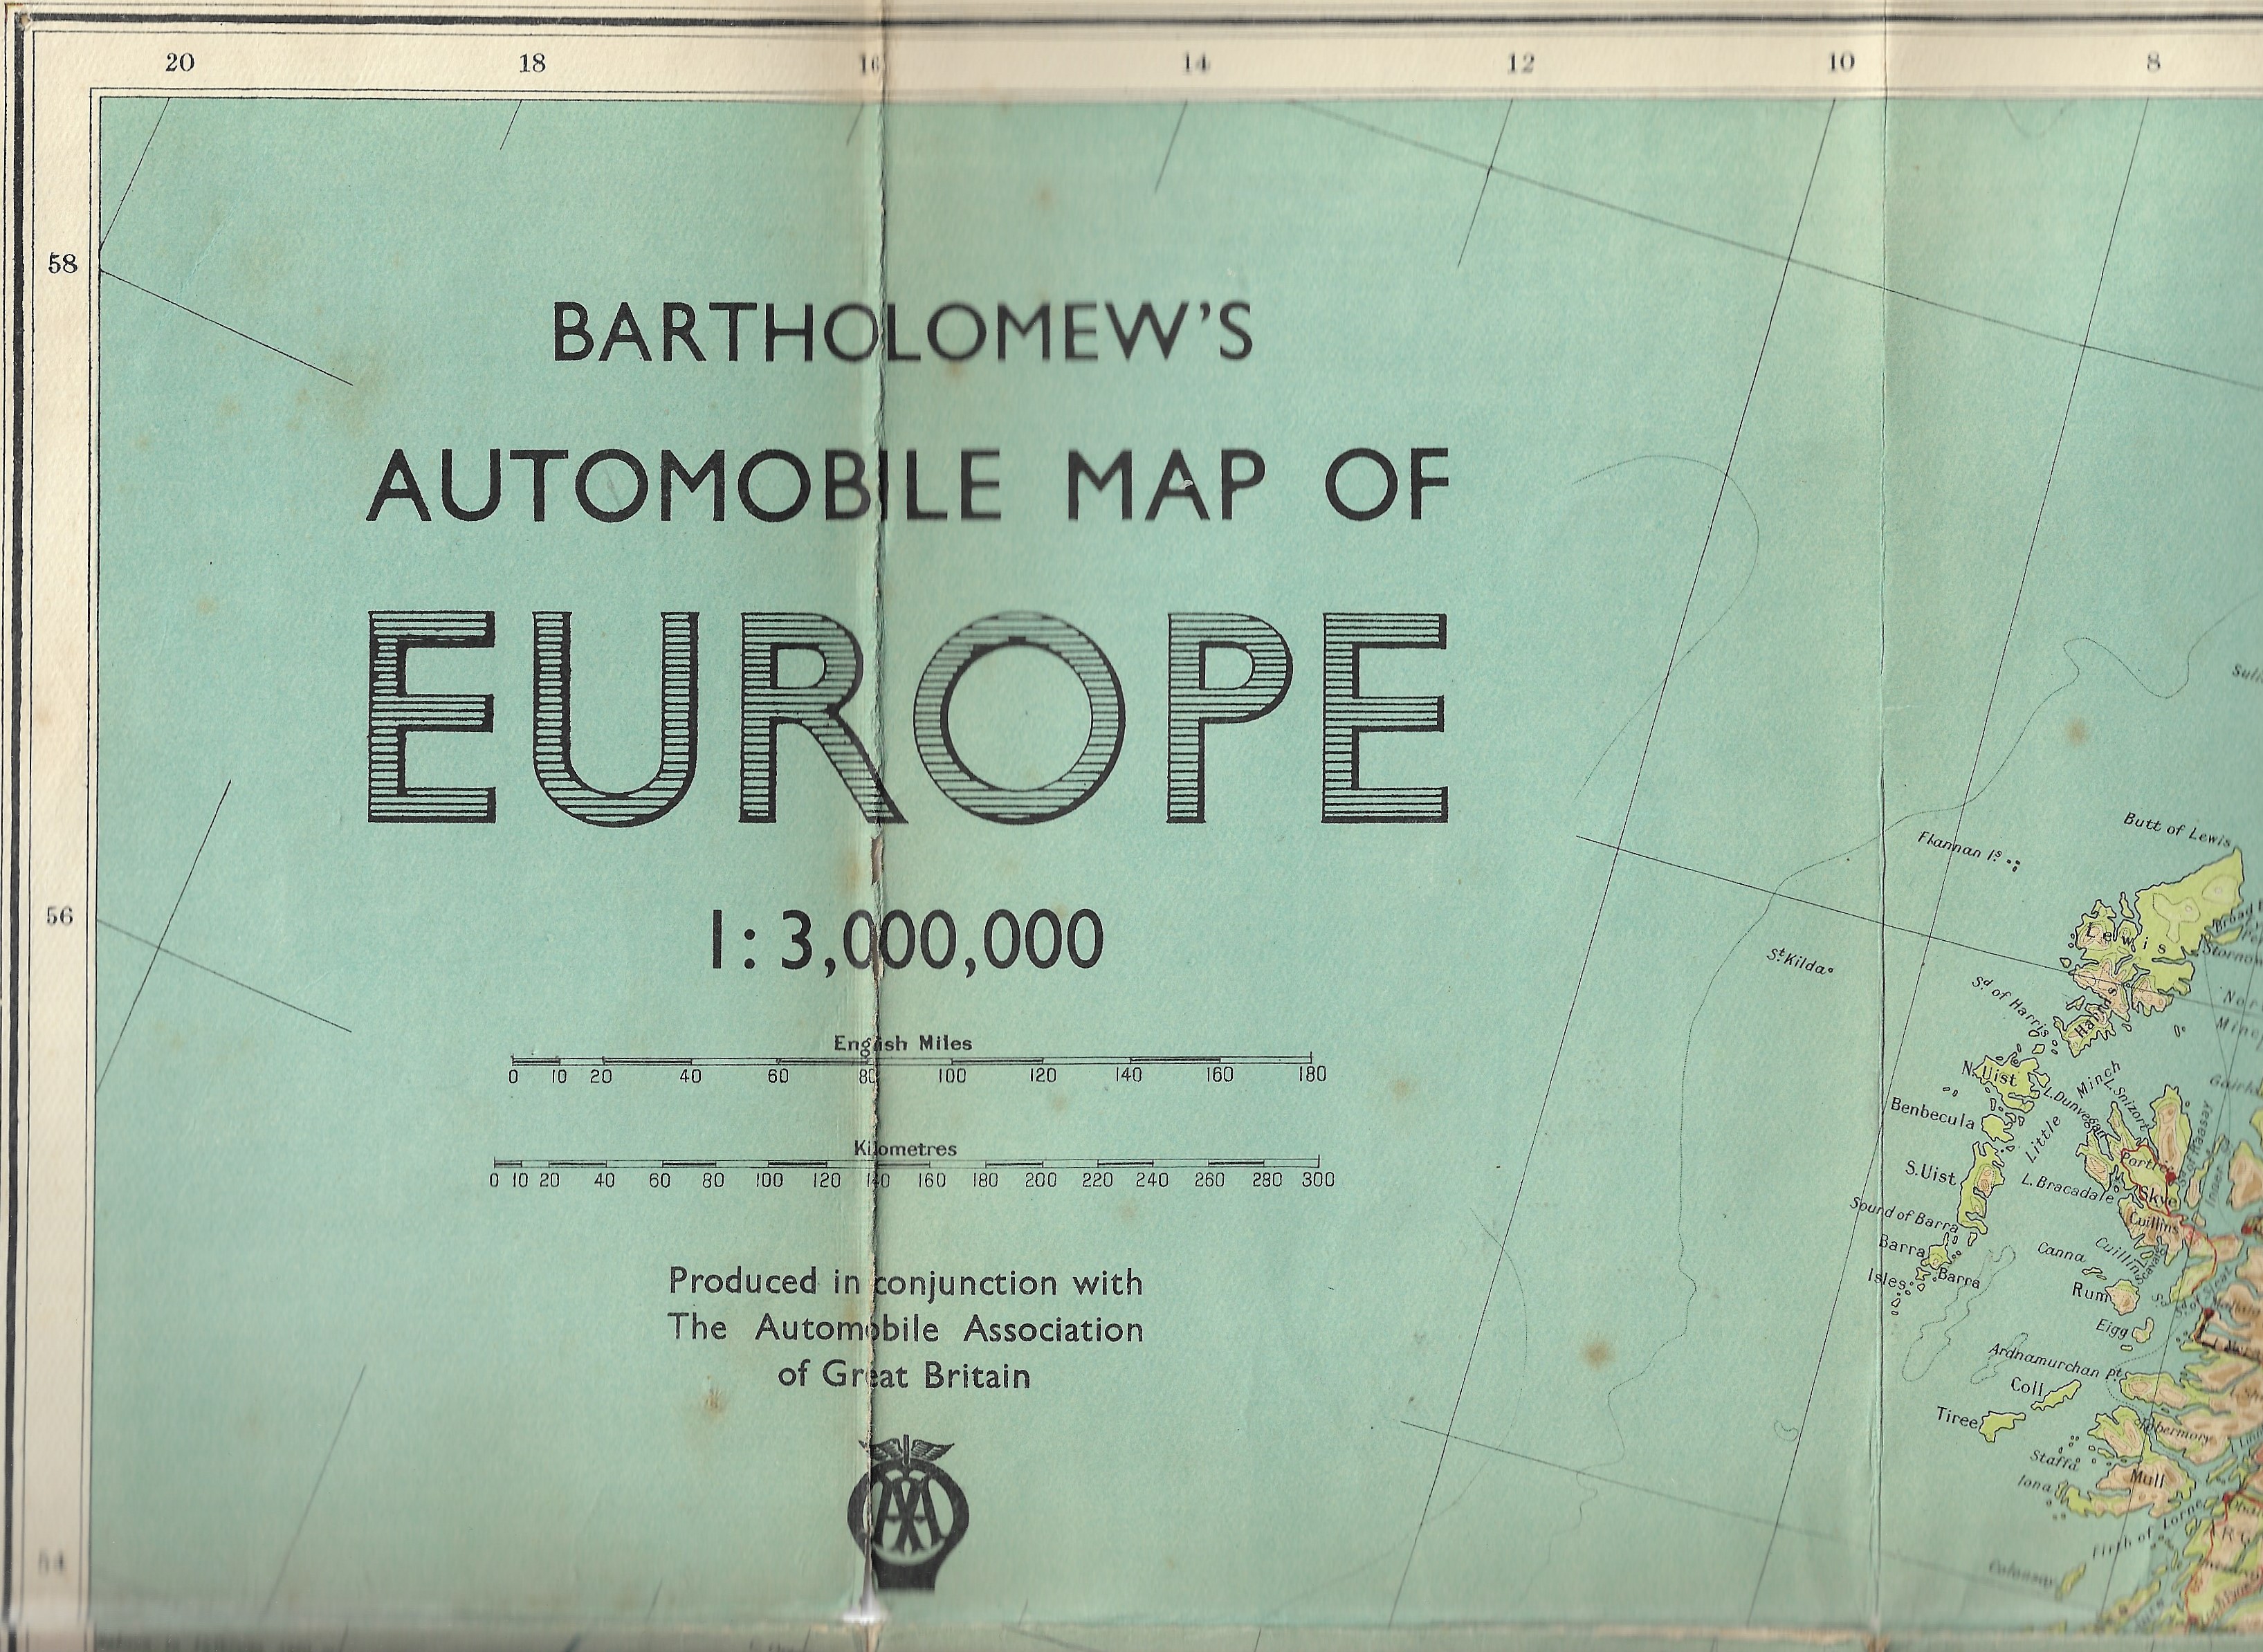 20 18 16 14 12 10 8
58
BARTHOLOMEW'S
AUTOMOBILE MAP OF
EUROPE
1 : 3,000,000
English Miles
0 10 20 40 60 80 100 120 140 160 180
Kilometres
0 10 20 40 60 80 100 120 140 160 180 200 220 240 260 280 300
Produced in conjunction with
The Automobile Association
of Great Britain
AA
56
54
Butt of Lewis
Flannan Is.
Lewis
St. Kilda
Sd. of Harris
Harris
N. Uist
Little Minch
L. Snizort
L. Dunvegan
Benbecula
S. Uist
L. Bracadale
Skye
Cuillins
Sound of Barra
Barra
Barra
Isles
Canna
Cuillin
Rum
Eigg
Ardnamurchan pt.
Coll
Tiree
Tobermory
Staffa
Mull
Iona
Firth of Lorne
Colonsay